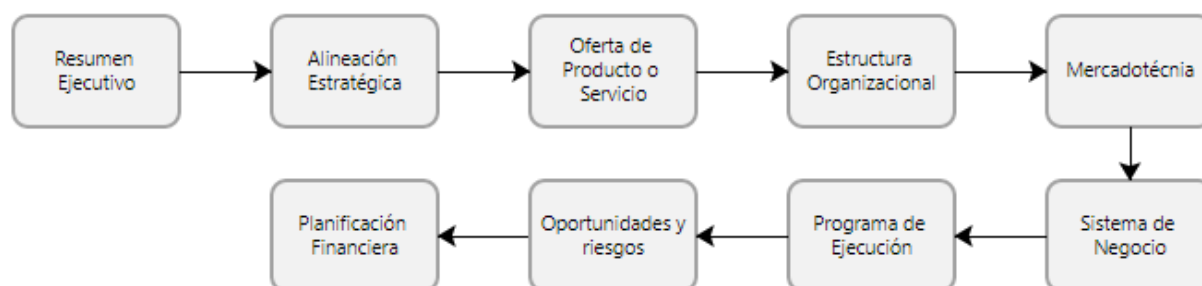 Resumen
Ejecutivo
Alineación
Estratégica
Oferta de
Producto o
Servicio
Estructura
Organizacional
Mercadotécnia
Sistema de
Negocio
Programa de
Ejecución
Oportunidades y
riesgos
Planificación
Financiera